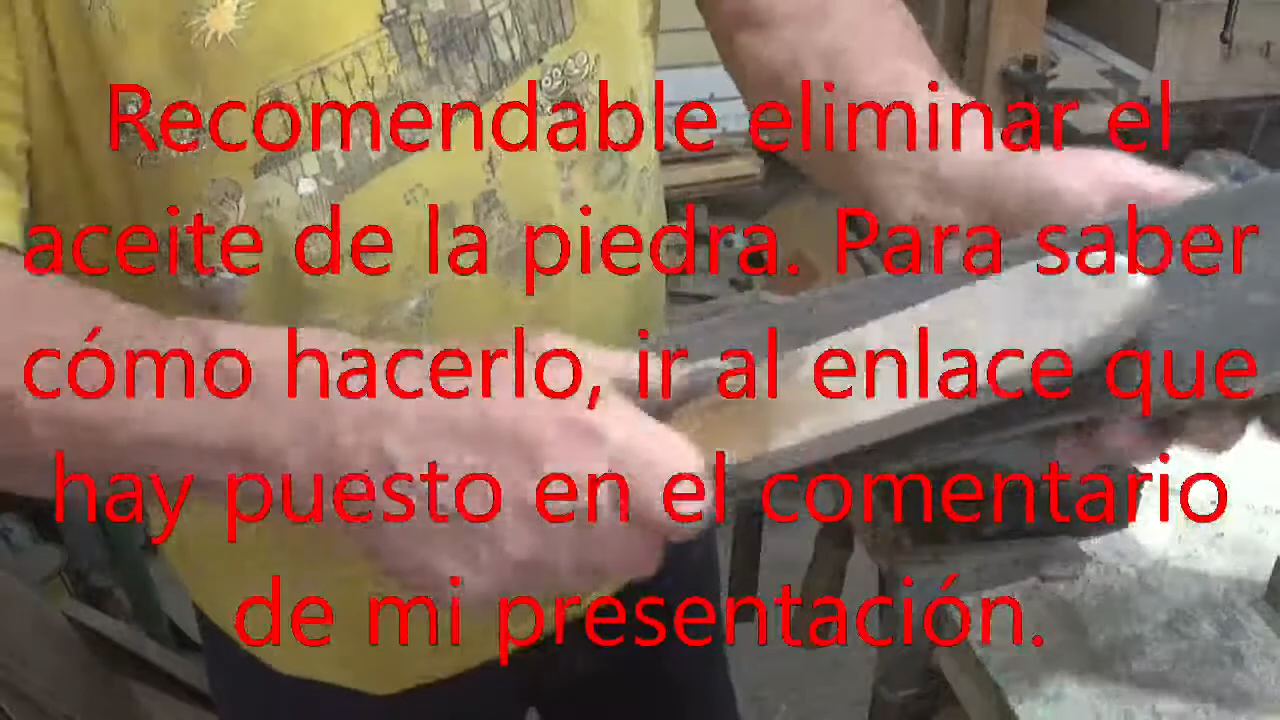 Recomendable eliminar el
aceite de la piedra. Para saber
cómo hacerlo, ir al enlace que
hay puesto en el comentario
de mi presentación.